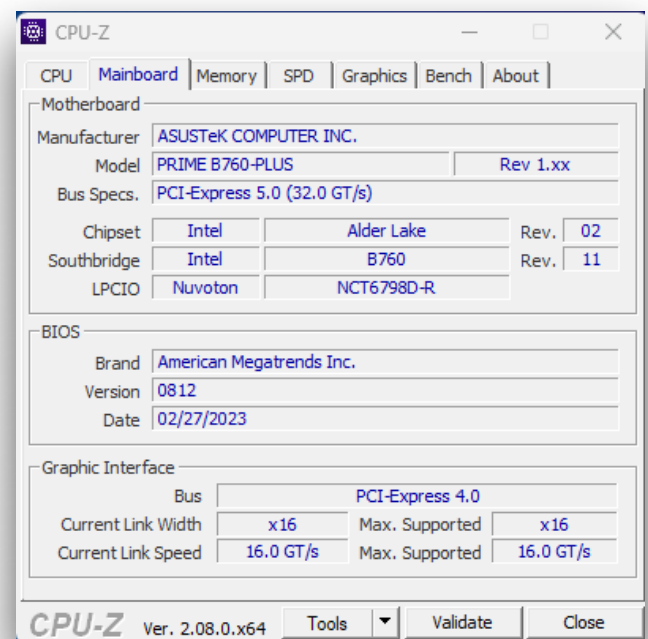 CPU-Z
CPU Mainboard Memory SPD Graphics Bench About
Motherboard
Manufacturer ASUSTeK COMPUTER INC.
Model PRIME B760-PLUS Rev 1.xx
Bus Specs. PCI-Express 5.0 (32.0 GT/s)
Chipset Intel Alder Lake Rev. 02
Southbridge Intel B760 Rev. 11
LPCIO Nuvoton NCT6798D-R
BIOS
Brand American Megatrends Inc.
Version 0812
Date 02/27/2023
Graphic Interface
Bus PCI-Express 4.0
Current Link Width x16 Max. Supported x16
Current Link Speed 16.0 GT/s Max. Supported 16.0 GT/s
CPU-Z Ver. 2.08.0.x64 Tools Validate Close